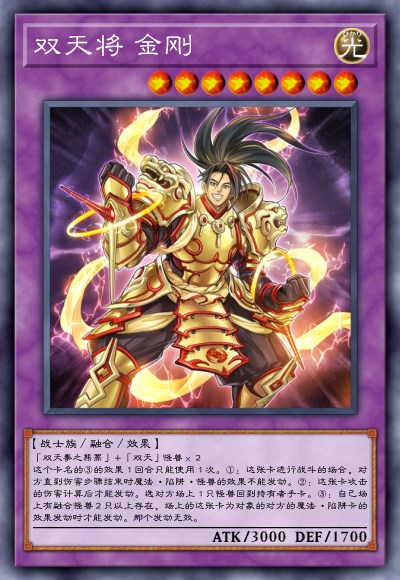 双天将 金刚
光
【战士族／融合／效果】
「双天拳之熊罴」＋「双天」怪兽×2
这个卡名的③的效果1回合只能使用1次。①：这张卡进行战斗的场合，对
方直到伤害步骤结束时魔法·陷阱·怪兽的效果不能发动。②：这张卡攻击
的伤害计算后才能发动。选对方场上1只怪兽回到持有者手卡。③：自己场
上有融合怪兽2只以上存在，场上的这张卡为对象的对方的魔法·陷阱卡的
效果发动时才能发动。那个发动无效。
ATK/3000 DEF/1700